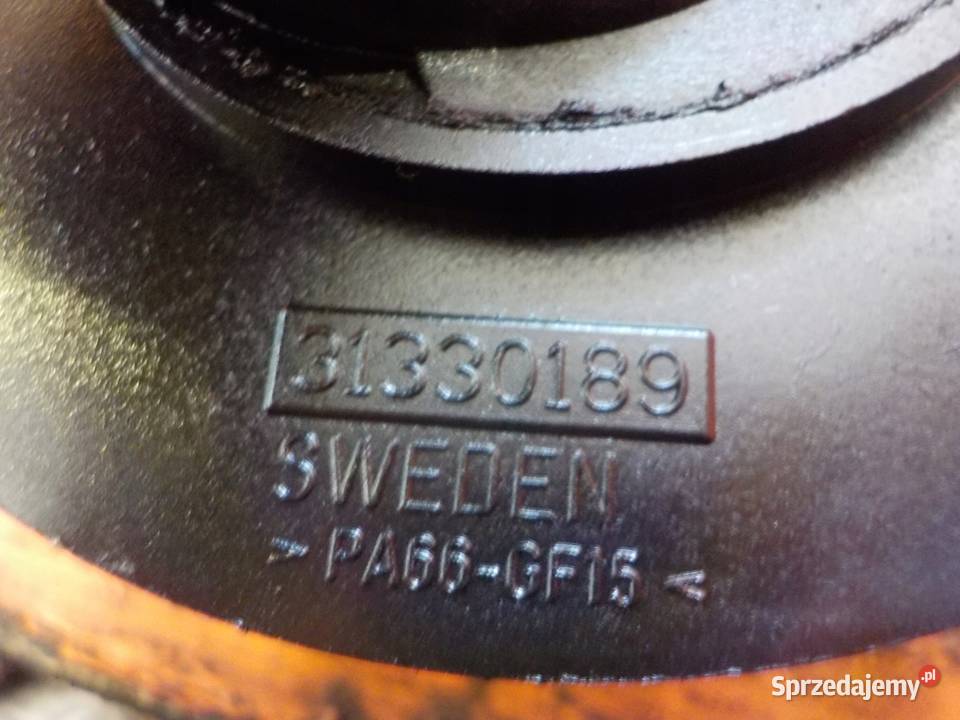 31330189
SWEDEN
>PA66-GF15<
Sprzedajemy.pl